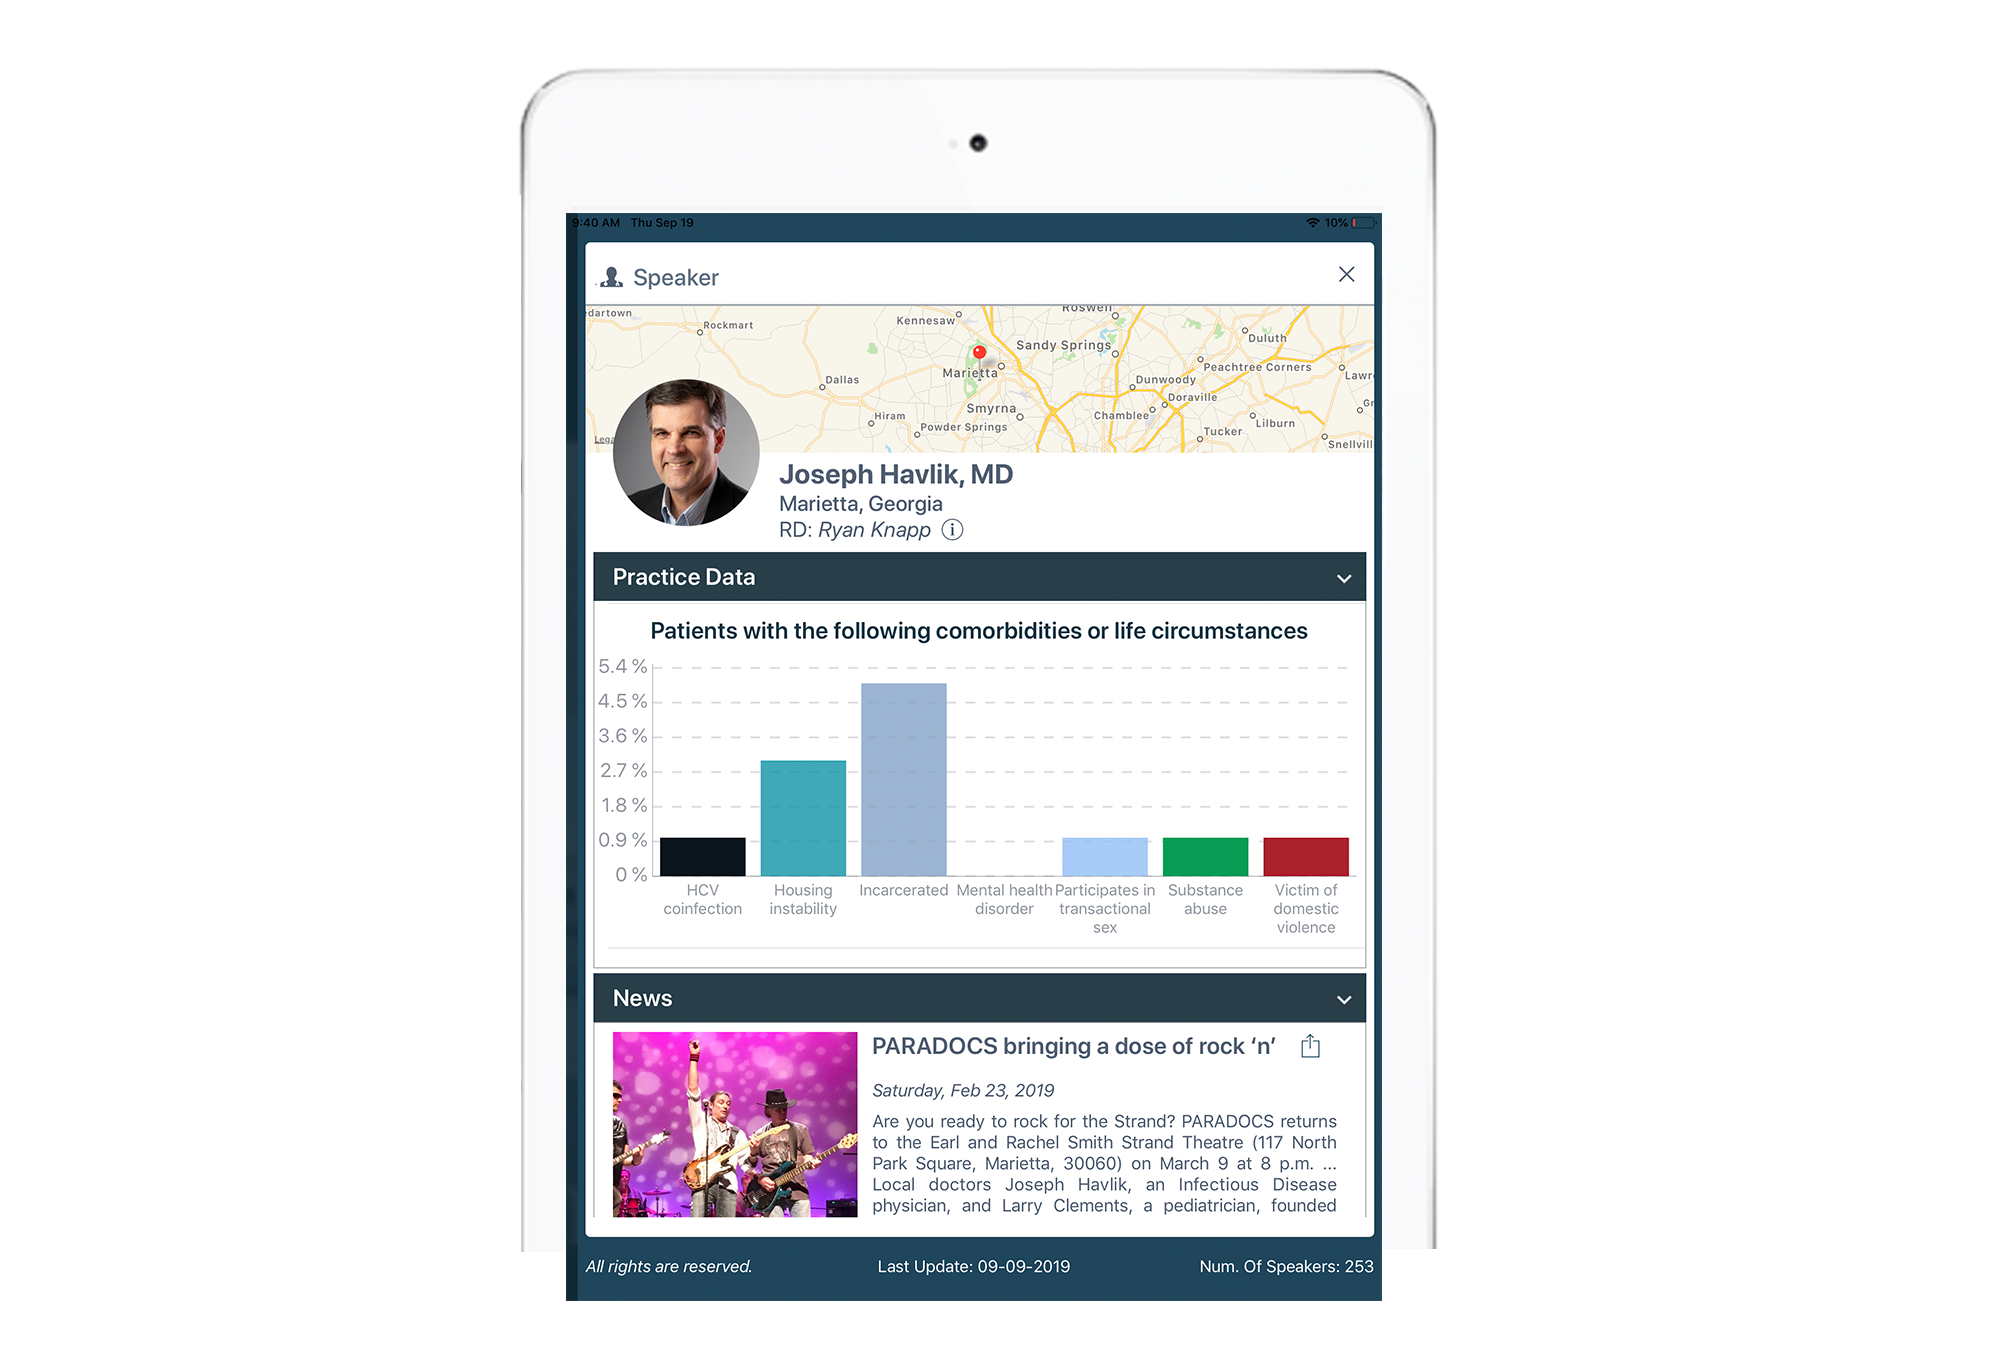 9:40 AM Thu Sep 19
10%
Speaker
dartown
Rockmart
Kennesaw
Roswell
Sandy Springs
Duluth
Marietta
Peachtree Corners
Lawr
Dallas
Dunwoody
Doraville
Gr
Smyrna
Chamblee
Hiram
Powder Springs
Tucker
Lilburn
Snellvill
Lega
Joseph Havlik, MD
Marietta, Georgia
RD: Ryan Knapp
Practice Data
Patients with the following comorbidities or life circumstances
5.4 %
4.5 %
3.6 %
2.7 %
1.8 %
0.9 %
0 %
HCV
coinfection
Housing
instability
Incarcerated
Mental health
disorder
Participates in
transactional
sex
Substance
abuse
Victim of
domestic
violence
News
PARADOCS bringing a dose of rock ‘n’
Saturday, Feb 23, 2019
Are you ready to rock for the Strand? PARADOCS returns
to the Earl and Rachel Smith Strand Theatre (117 North
Park Square, Marietta, 30060) on March 9 at 8 p.m. ...
Local doctors Joseph Havlik, an Infectious Disease
physician, and Larry Clements, a pediatrician, founded
All rights are reserved.
Last Update: 09-09-2019
Num. Of Speakers: 253